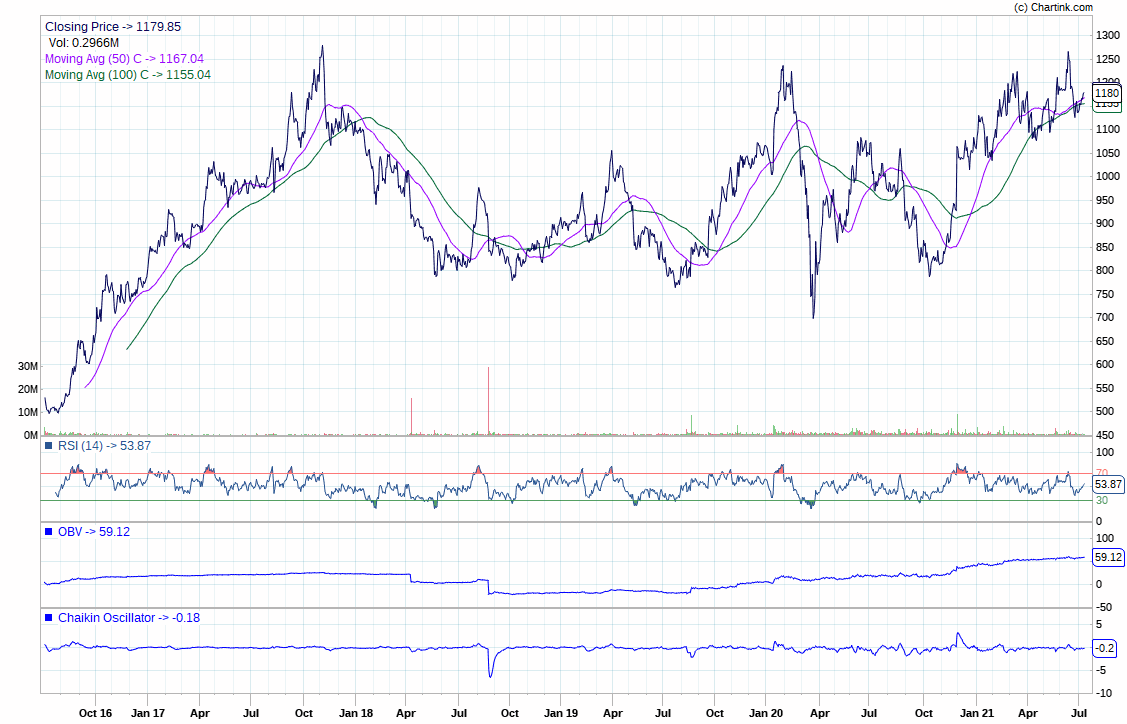 (c) Chartink.com
Closing Price -> 1179.85
Vol: 0.2966M
Moving Avg (50) C -> 1167.04
Moving Avg (100) C -> 1155.04
1300
1250
1200
1180
1155
1100
1050
1000
950
900
850
800
750
700
650
600
550
500
450
30M
20M
10M
0M
RSI (14) -> 53.87
100
70
53.87
30
0
OBV -> 59.12
100
59.12
0
-50
Chaikin Oscillator -> -0.18
5
-0.2
-5
-10
Oct 16 Jan 17 Apr Jul Oct Jan 18 Apr Jul Oct Jan 19 Apr Jul Oct Jan 20 Apr Jul Oct Jan 21 Apr Jul